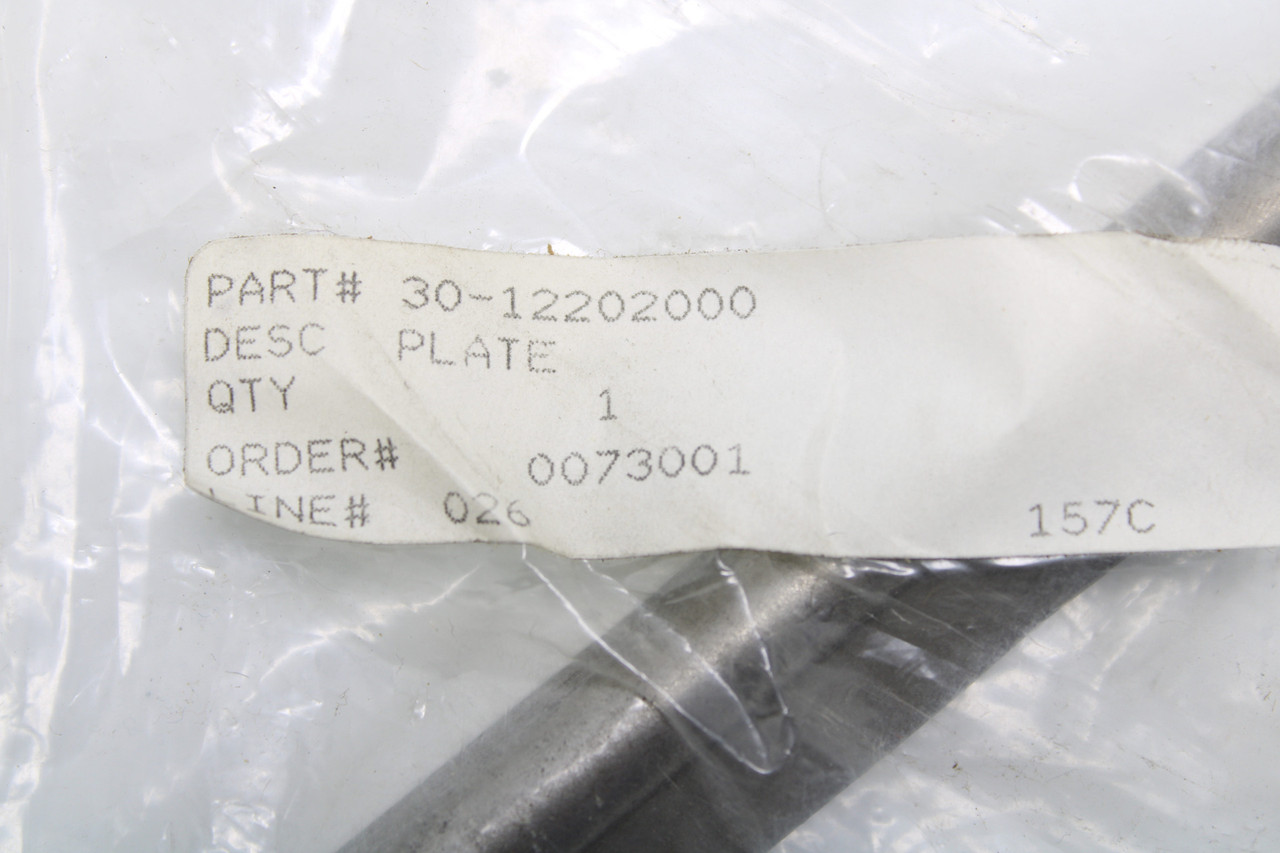 PART# 30-12202000
DESC PLATE
QTY 1
ORDER# 0073001
LINE# 026 157C